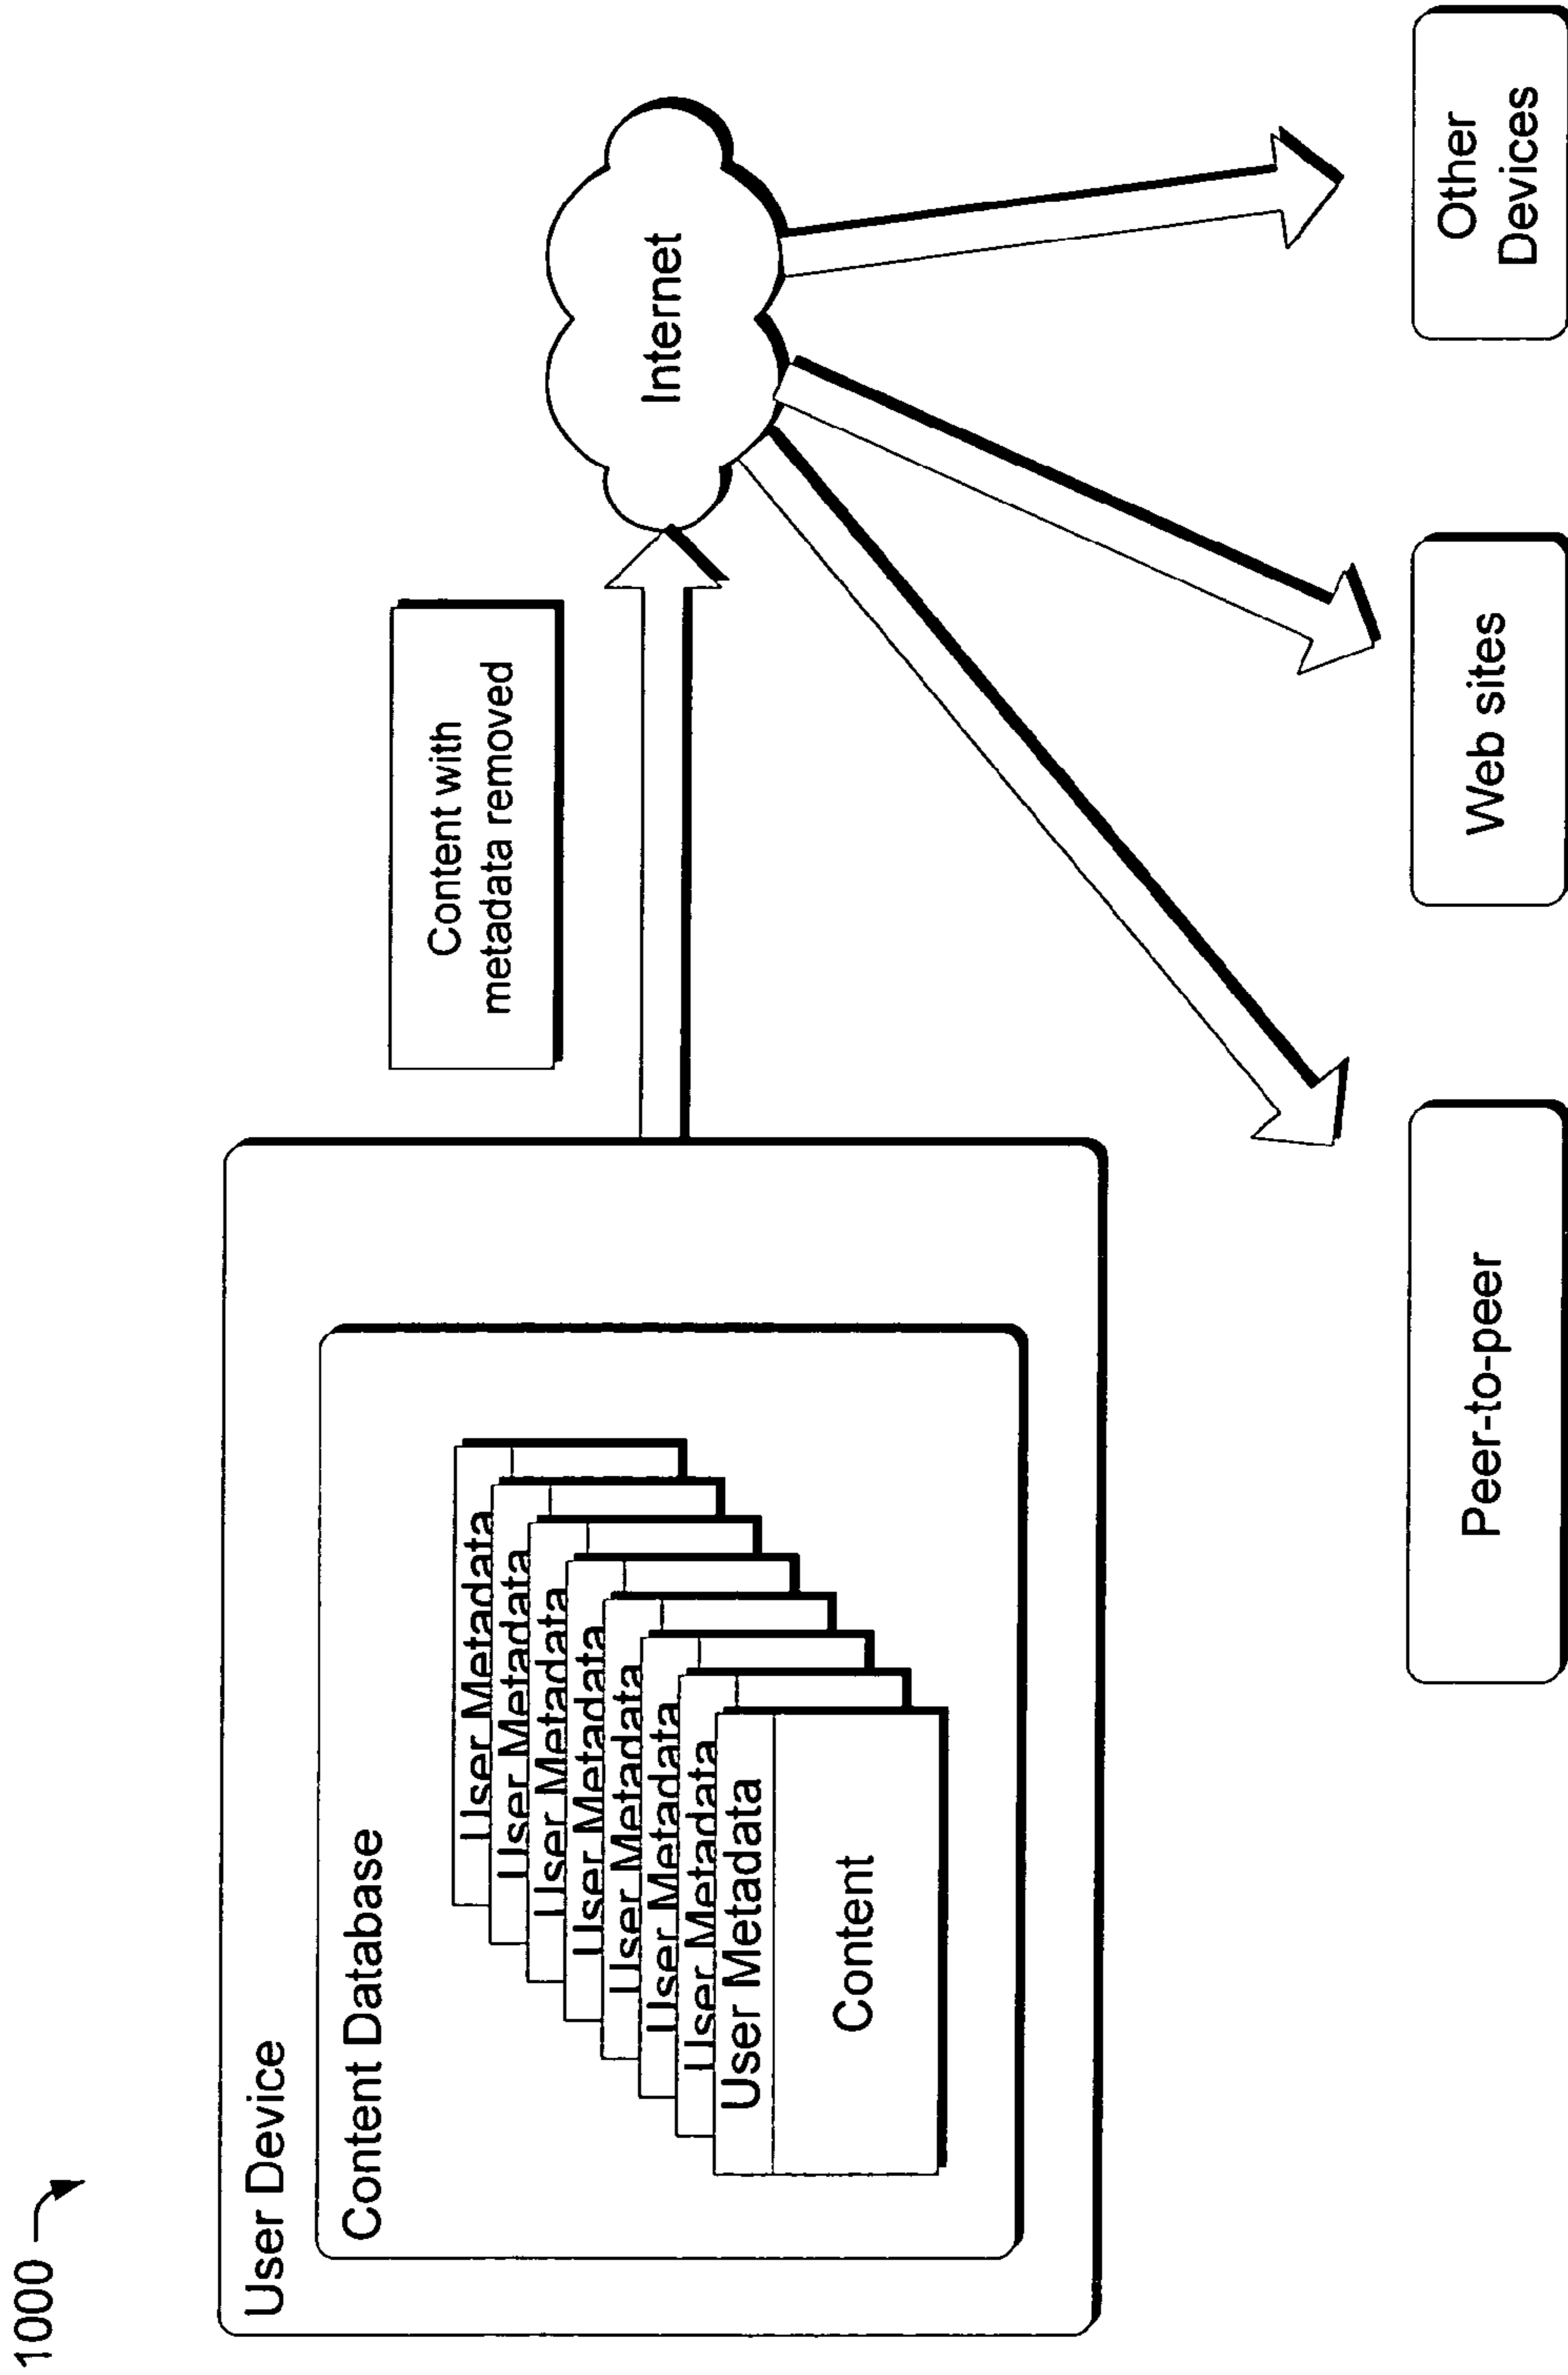 1000
User Device
Content Database
User Metadata
User Metadata
User Metadata
User Metadata
User Metadata
User Metadata
User Metadata
User Metadata
Content
Content with
metadata removed
Internet
Peer-to-peer
Web sites
Other
Devices